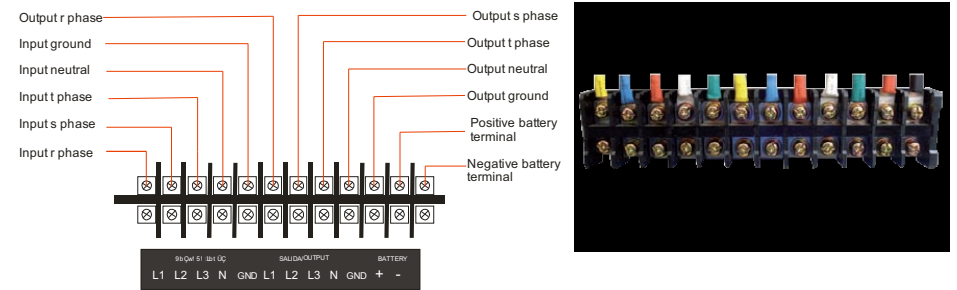 Output r phase
Input ground
Input neutral
Input t phase
Input s phase
Input r phase
Output s phase
Output t phase
Output neutral
Output ground
Positive battery
terminal
Negative battery
terminal
SALIDA/OUTPUT BATTERY
L1 L2 L3 N GND L1 L2 L3 N GND + -